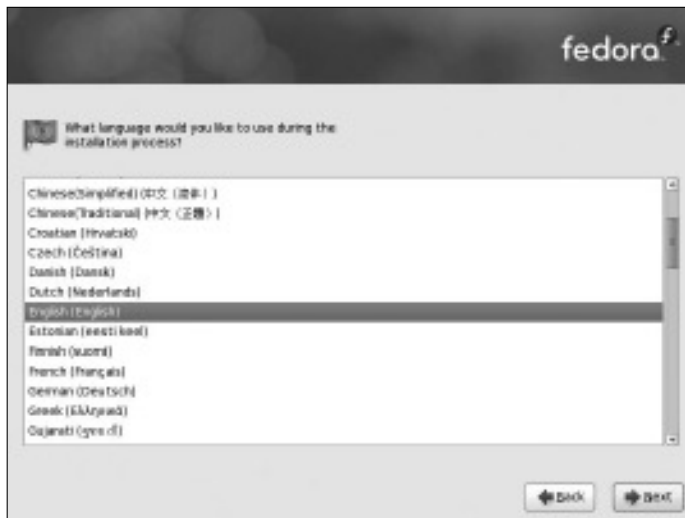 fedora
What language would you like to use during the
installation process?
Chinese(Simplified) (中文 (简体) )
Chinese(Traditional) (中文 (正體) )
Croatian (Hrvatski)
Czech (Čeština)
Danish (Dansk)
Dutch (Nederlands)
English (English)
Estonian (eesti keel)
Finnish (suomi)
French (Français)
German (Deutsch)
Greek (Ελληνικά)
Gujarati
Back
Next